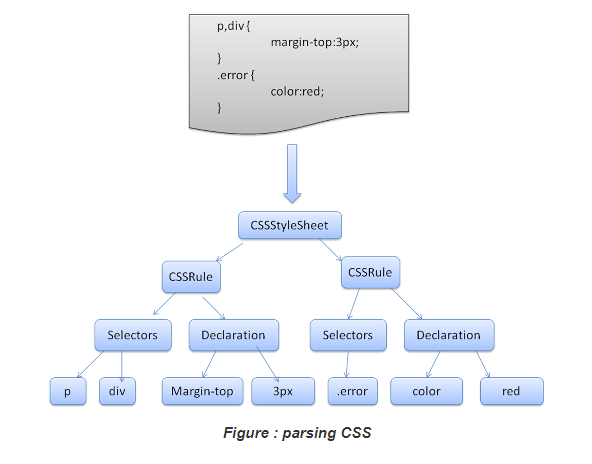 p,div {
margin-top:3px;
}
.error {
color:red;
}
CSSStyleSheet
CSSRule CSSRule
Selectors Declaration Selectors Declaration
p div Margin-top 3px .error color red
Figure : parsing CSS